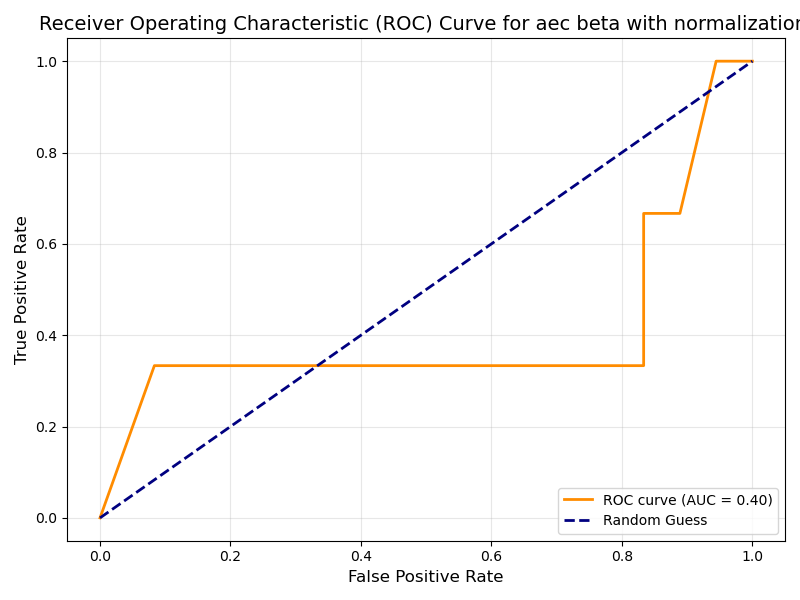 Receiver Operating Characteristic (ROC) Curve for aec beta with normalization
1.0
0.8
0.6
0.4
0.2
0.0
True Positive Rate
0.0 0.2 0.4 0.6 0.8 1.0
False Positive Rate
ROC curve (AUC = 0.40)
Random Guess